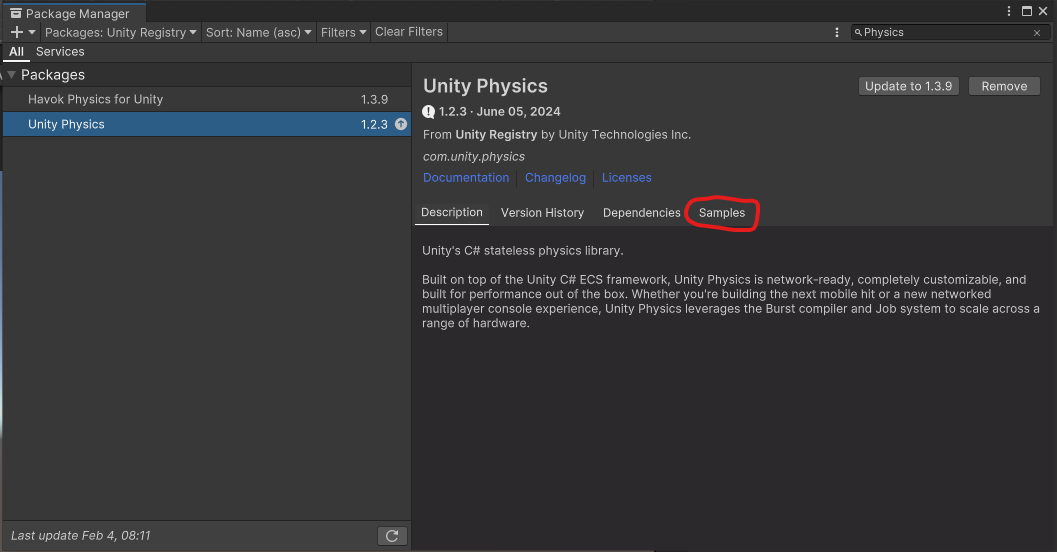 Package Manager
Packages: Unity Registry Sort: Name (asc) Filters Clear Filters Physics
All Services
Packages
Havok Physics for Unity 1.3.9
Unity Physics 1.2.3
Unity Physics Update to 1.3.9 Remove
1.2.3 · June 05, 2024
From Unity Registry by Unity Technologies Inc.
com.unity.physics
Documentation Changelog Licenses
Description Version History Dependencies Samples
Unity's C# stateless physics library.
Built on top of the Unity C# ECS framework, Unity Physics is network-ready, completely customizable, and
built for performance out of the box. Whether you're building the next mobile hit or a new networked
multiplayer console experience, Unity Physics leverages the Burst compiler and Job system to scale across a
range of hardware.
Last update Feb 4, 08:11